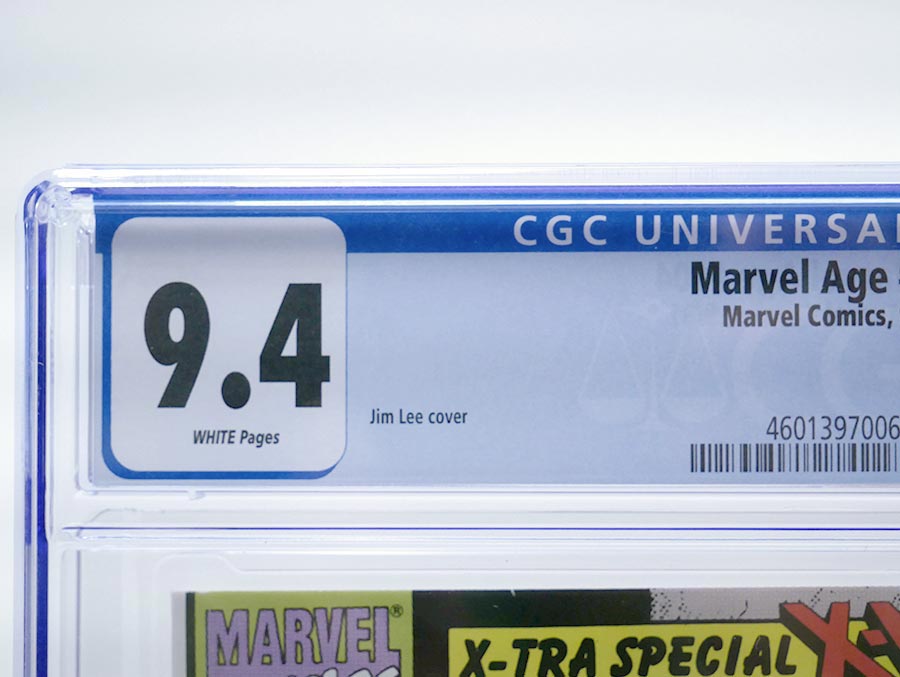 CGC UNIVERSA
9.4
WHITE Pages
Marvel Age
Marvel Comics,
Jim Lee cover
4601397006
MARVEL®
X-TRA SPECIAL